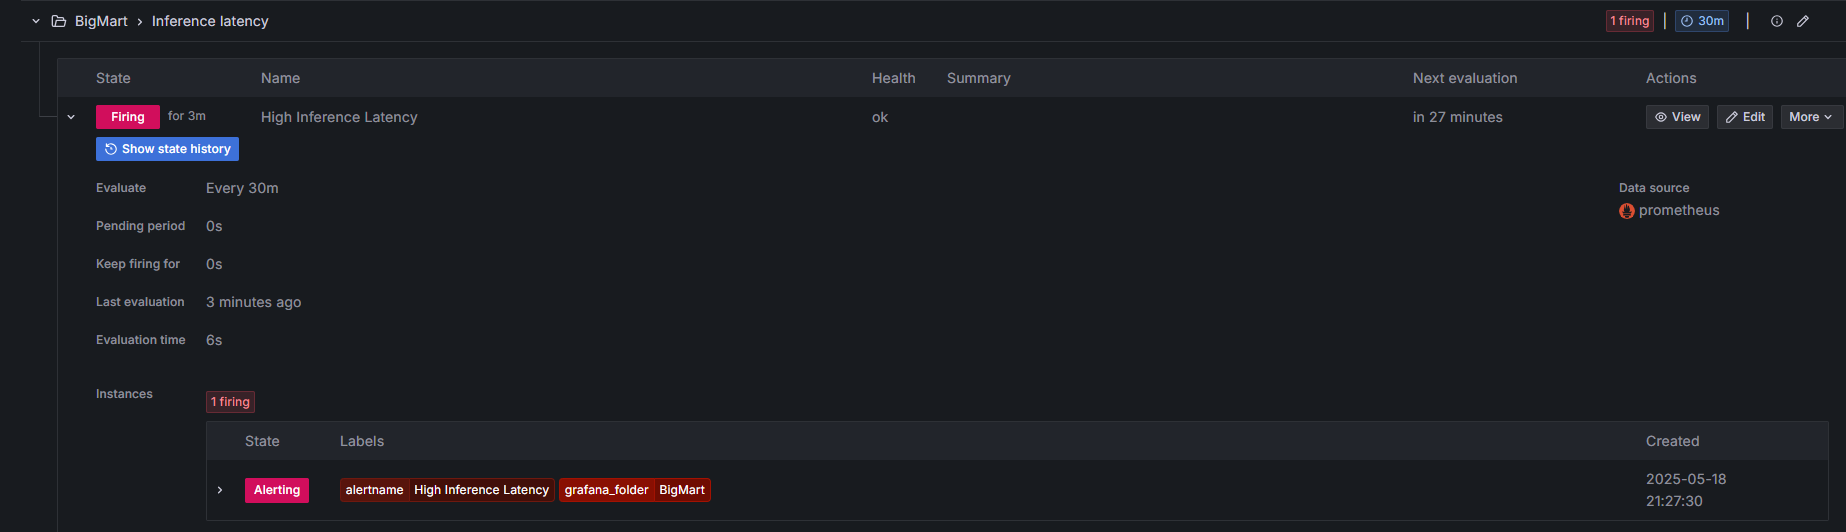 BigMart › Inference latency 1 firing 30m
State Name Health Summary Next evaluation Actions
Firing for 3m High Inference Latency ok in 27 minutes View Edit More
Show state history
Evaluate Every 30m Data source
Pending period 0s prometheus
Keep firing for 0s
Last evaluation 3 minutes ago
Evaluation time 6s
Instances 1 firing
State Labels Created
Alerting alertname High Inference Latency grafana_folder BigMart 2025-05-18
21:27:30